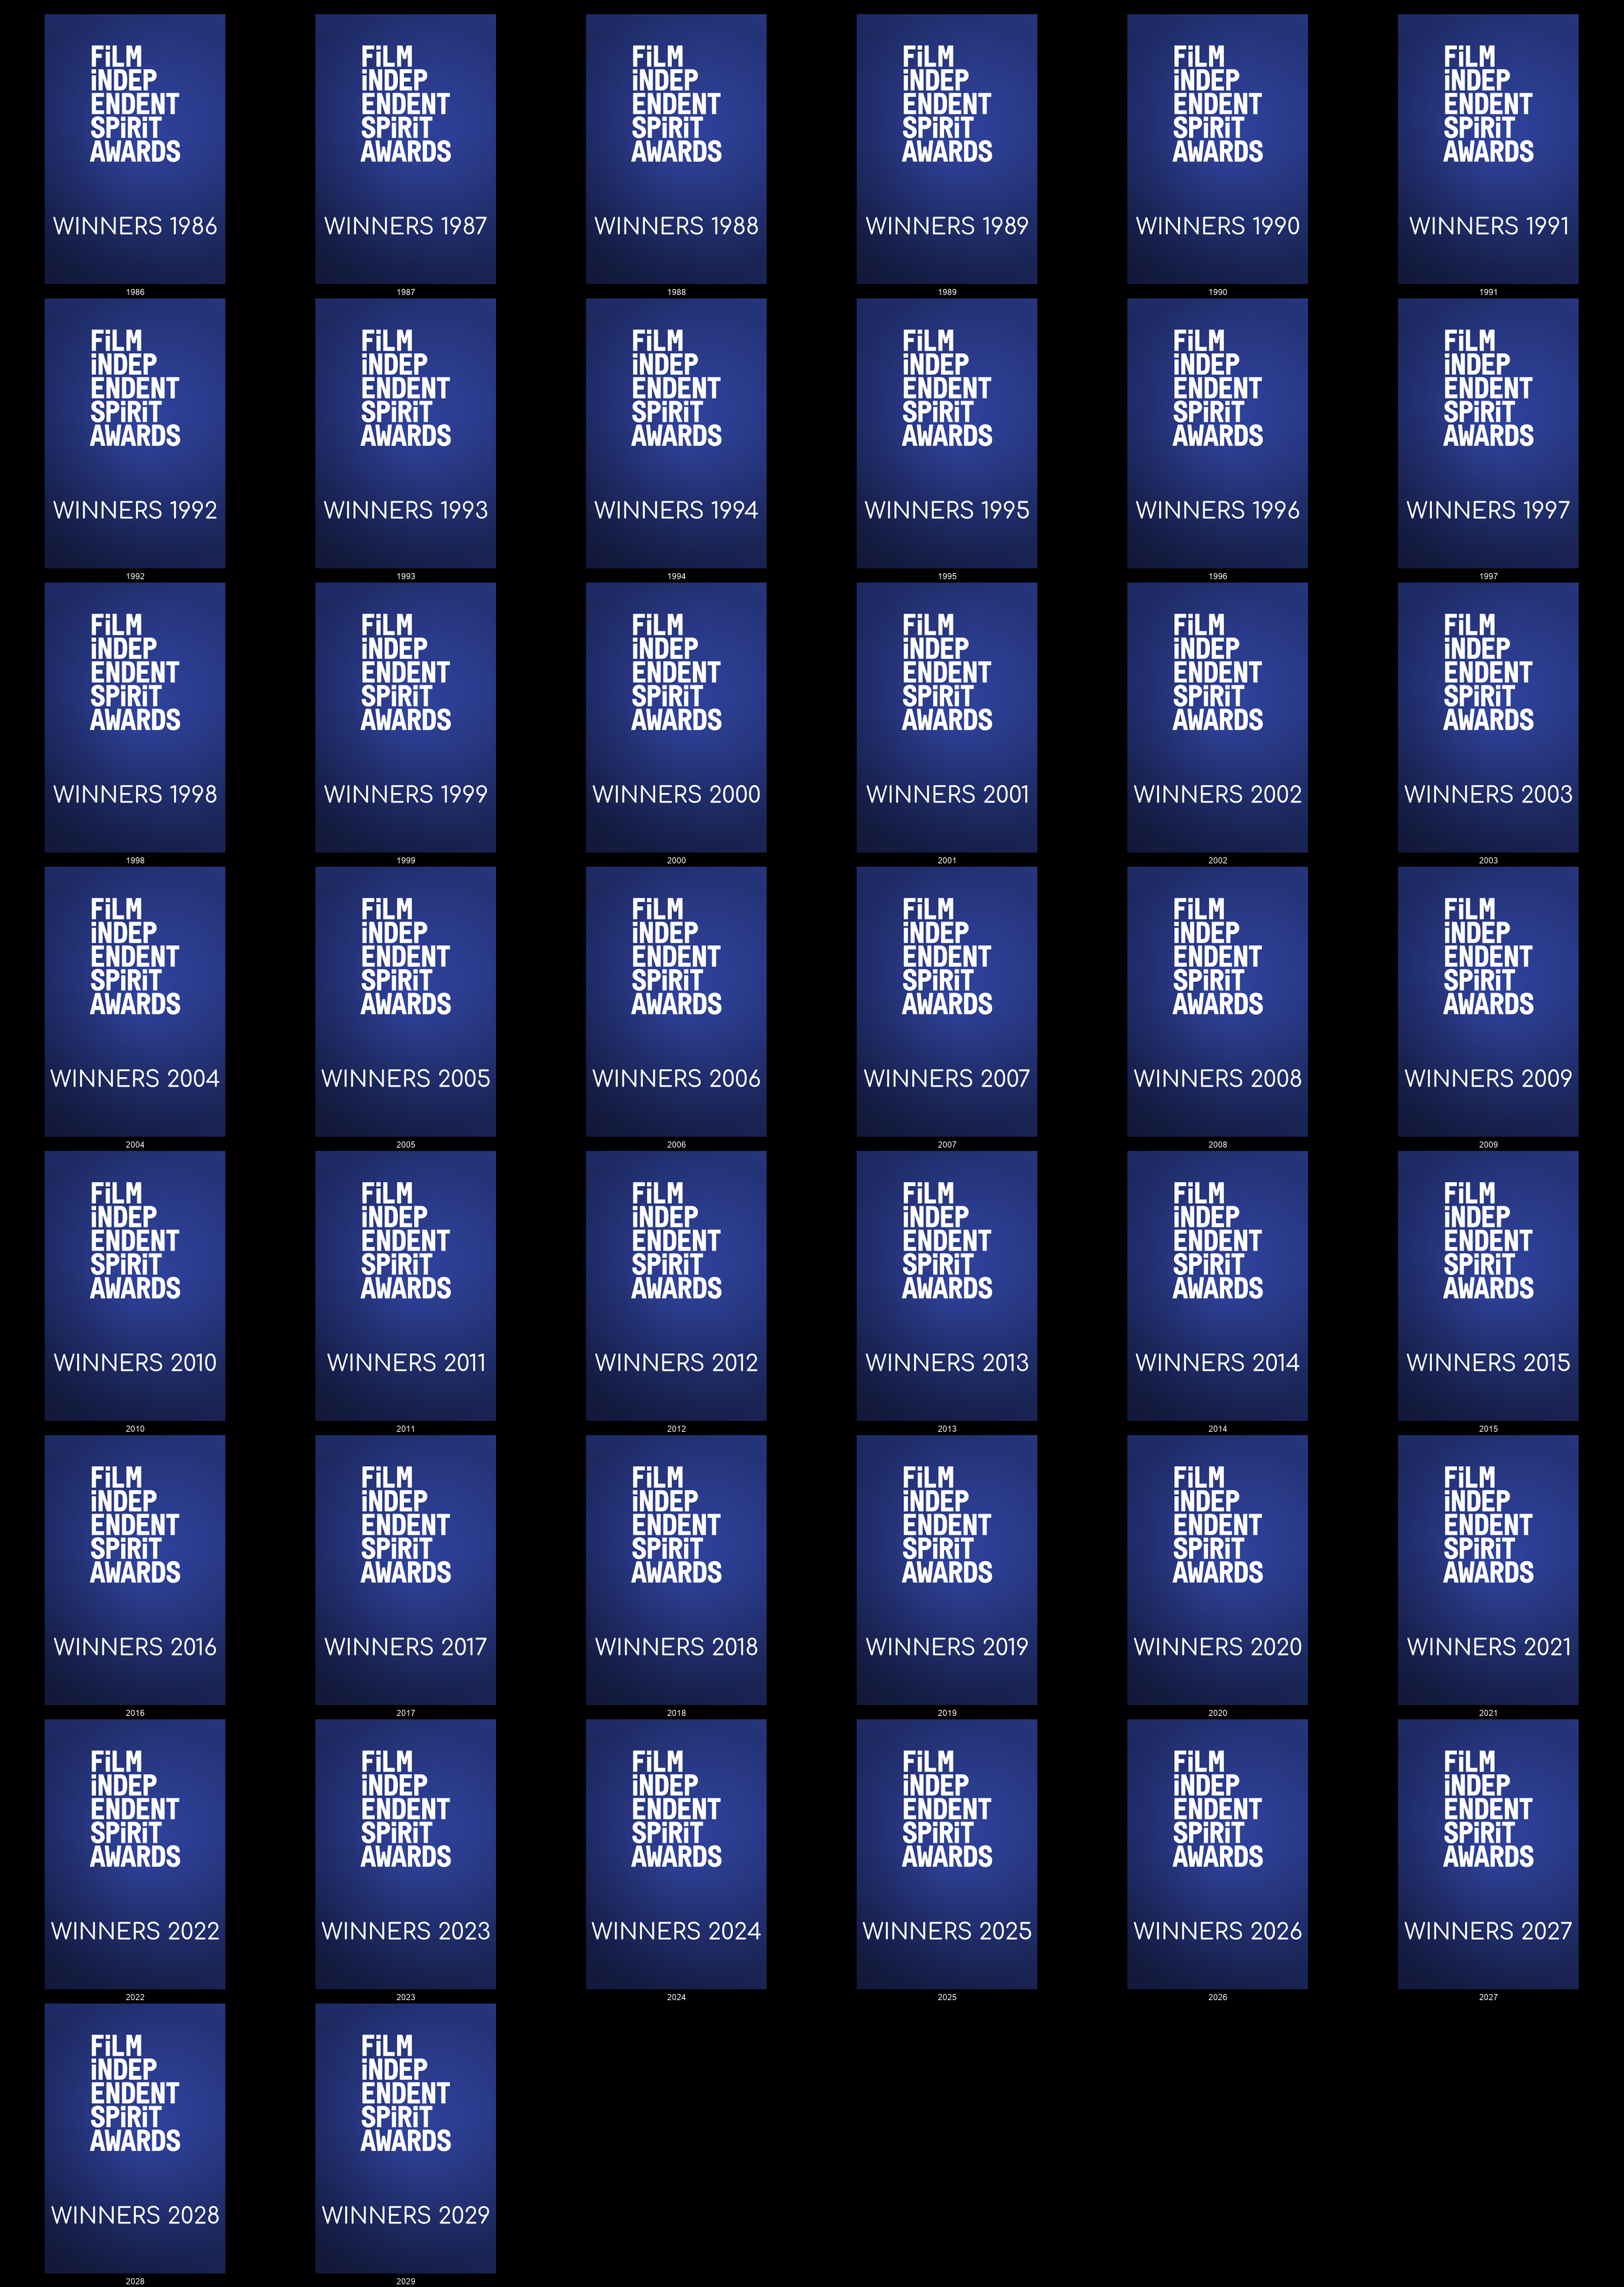 FiLM
iNDEP
ENDENT
SPiRiT
AWARDS
WINNERS 1986
1986
FiLM
iNDEP
ENDENT
SPiRiT
AWARDS
WINNERS 1987
1987
FiLM
iNDEP
ENDENT
SPiRiT
AWARDS
WINNERS 1988
1988
FiLM
iNDEP
ENDENT
SPiRiT
AWARDS
WINNERS 1989
1989
FiLM
iNDEP
ENDENT
SPiRiT
AWARDS
WINNERS 1990
1990
FiLM
iNDEP
ENDENT
SPiRiT
AWARDS
WINNERS 1991
1991
FiLM
iNDEP
ENDENT
SPiRiT
AWARDS
WINNERS 1992
1992
FiLM
iNDEP
ENDENT
SPiRiT
AWARDS
WINNERS 1993
1993
FiLM
iNDEP
ENDENT
SPiRiT
AWARDS
WINNERS 1994
1994
FiLM
iNDEP
ENDENT
SPiRiT
AWARDS
WINNERS 1995
1995
FiLM
iNDEP
ENDENT
SPiRiT
AWARDS
WINNERS 1996
1996
FiLM
iNDEP
ENDENT
SPiRiT
AWARDS
WINNERS 1997
1997
FiLM
iNDEP
ENDENT
SPiRiT
AWARDS
WINNERS 1998
1998
FiLM
iNDEP
ENDENT
SPiRiT
AWARDS
WINNERS 1999
1999
FiLM
iNDEP
ENDENT
SPiRiT
AWARDS
WINNERS 2000
2000
FiLM
iNDEP
ENDENT
SPiRiT
AWARDS
WINNERS 2001
2001
FiLM
iNDEP
ENDENT
SPiRiT
AWARDS
WINNERS 2002
2002
FiLM
iNDEP
ENDENT
SPiRiT
AWARDS
WINNERS 2003
2003
FiLM
iNDEP
ENDENT
SPiRiT
AWARDS
WINNERS 2004
2004
FiLM
iNDEP
ENDENT
SPiRiT
AWARDS
WINNERS 2005
2005
FiLM
iNDEP
ENDENT
SPiRiT
AWARDS
WINNERS 2006
2006
FiLM
iNDEP
ENDENT
SPiRiT
AWARDS
WINNERS 2007
2007
FiLM
iNDEP
ENDENT
SPiRiT
AWARDS
WINNERS 2008
2008
FiLM
iNDEP
ENDENT
SPiRiT
AWARDS
WINNERS 2009
2009
FiLM
iNDEP
ENDENT
SPiRiT
AWARDS
WINNERS 2010
2010
FiLM
iNDEP
ENDENT
SPiRiT
AWARDS
WINNERS 2011
2011
FiLM
iNDEP
ENDENT
SPiRiT
AWARDS
WINNERS 2012
2012
FiLM
iNDEP
ENDENT
SPiRiT
AWARDS
WINNERS 2013
2013
FiLM
iNDEP
ENDENT
SPiRiT
AWARDS
WINNERS 2014
2014
FiLM
iNDEP
ENDENT
SPiRiT
AWARDS
WINNERS 2015
2015
FiLM
iNDEP
ENDENT
SPiRiT
AWARDS
WINNERS 2016
2016
FiLM
iNDEP
ENDENT
SPiRiT
AWARDS
WINNERS 2017
2017
FiLM
iNDEP
ENDENT
SPiRiT
AWARDS
WINNERS 2018
2018
FiLM
iNDEP
ENDENT
SPiRiT
AWARDS
WINNERS 2019
2019
FiLM
iNDEP
ENDENT
SPiRiT
AWARDS
WINNERS 2020
2020
FiLM
iNDEP
ENDENT
SPiRiT
AWARDS
WINNERS 2021
2021
FiLM
iNDEP
ENDENT
SPiRiT
AWARDS
WINNERS 2022
2022
FiLM
iNDEP
ENDENT
SPiRiT
AWARDS
WINNERS 2023
2023
FiLM
iNDEP
ENDENT
SPiRiT
AWARDS
WINNERS 2024
2024
FiLM
iNDEP
ENDENT
SPiRiT
AWARDS
WINNERS 2025
2025
FiLM
iNDEP
ENDENT
SPiRiT
AWARDS
WINNERS 2026
2026
FiLM
iNDEP
ENDENT
SPiRiT
AWARDS
WINNERS 2027
2027
FiLM
iNDEP
ENDENT
SPiRiT
AWARDS
WINNERS 2028
2028
FiLM
iNDEP
ENDENT
SPiRiT
AWARDS
WINNERS 2029
2029